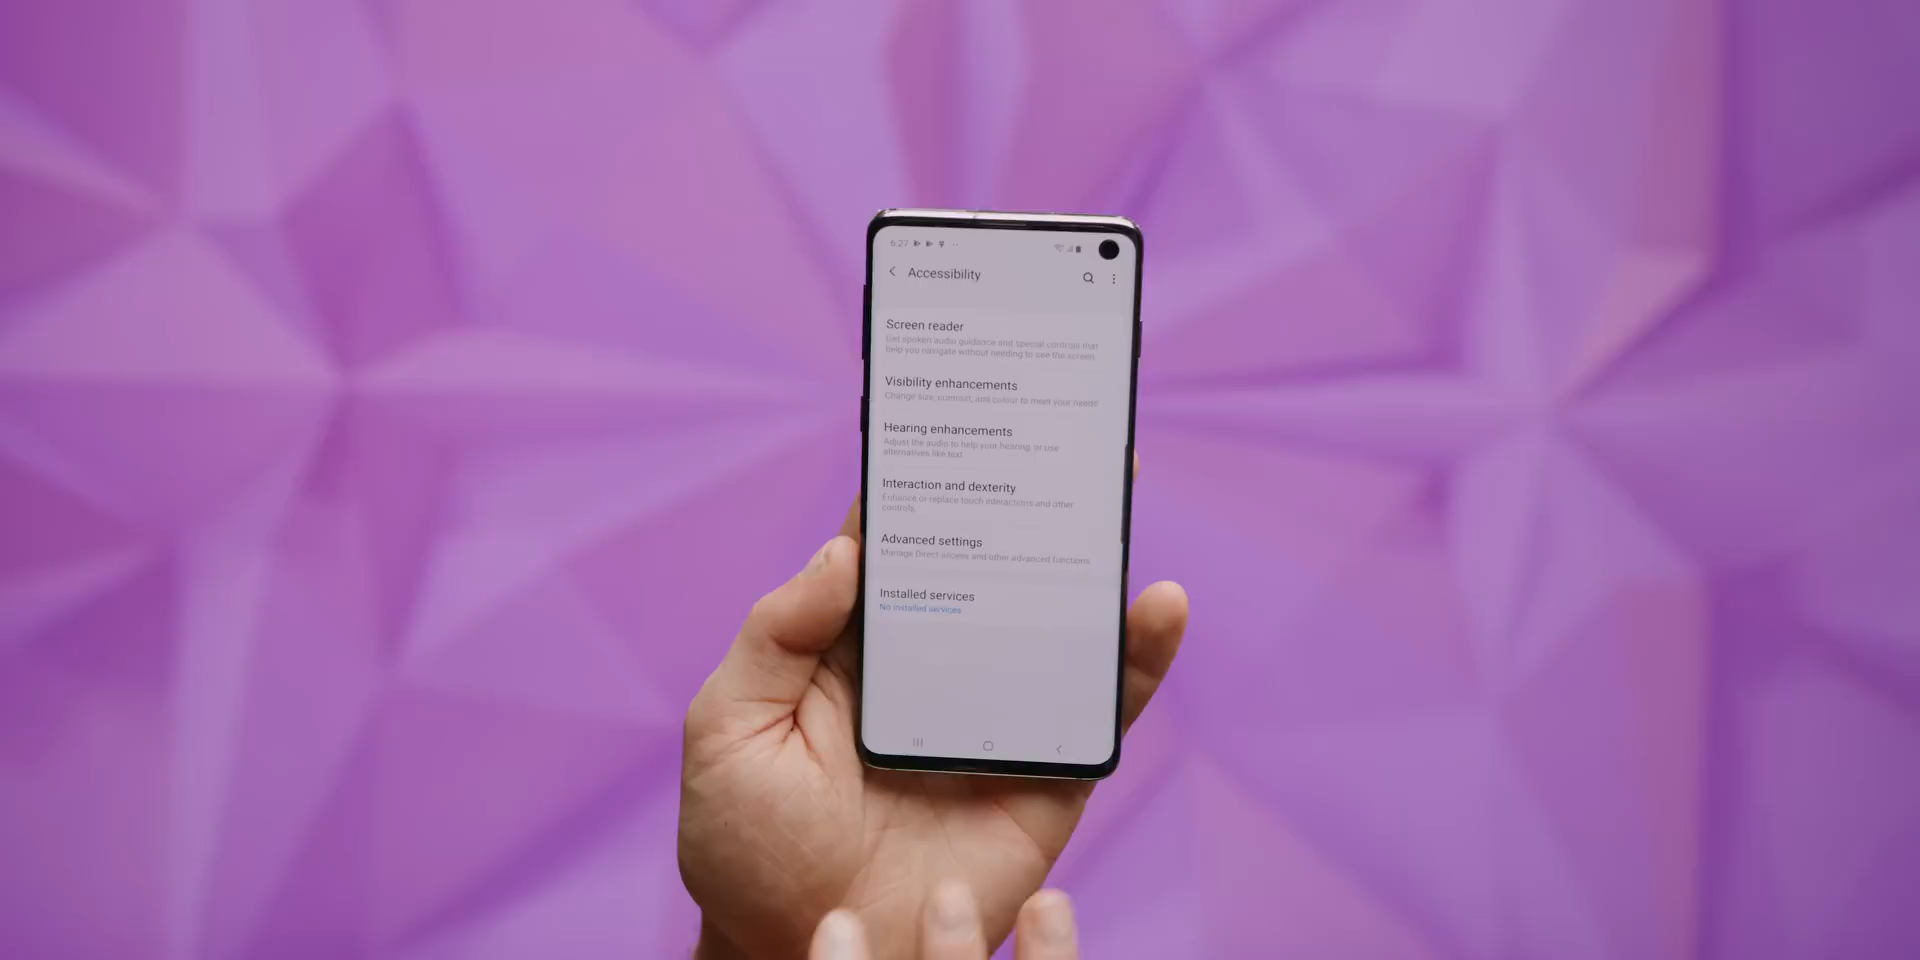 6:27
Accessibility
Screen reader
Get spoken audio guidance and special controls that
help you navigate without needing to see the screen.
Visibility enhancements
Change size, contrast, and colour to meet your needs.
Hearing enhancements
Adjust the audio to help your hearing, or use
alternatives like text.
Interaction and dexterity
Enhance or replace touch interactions and other
controls.
Advanced settings
Manage Direct access and other advanced functions.
Installed services
No installed services